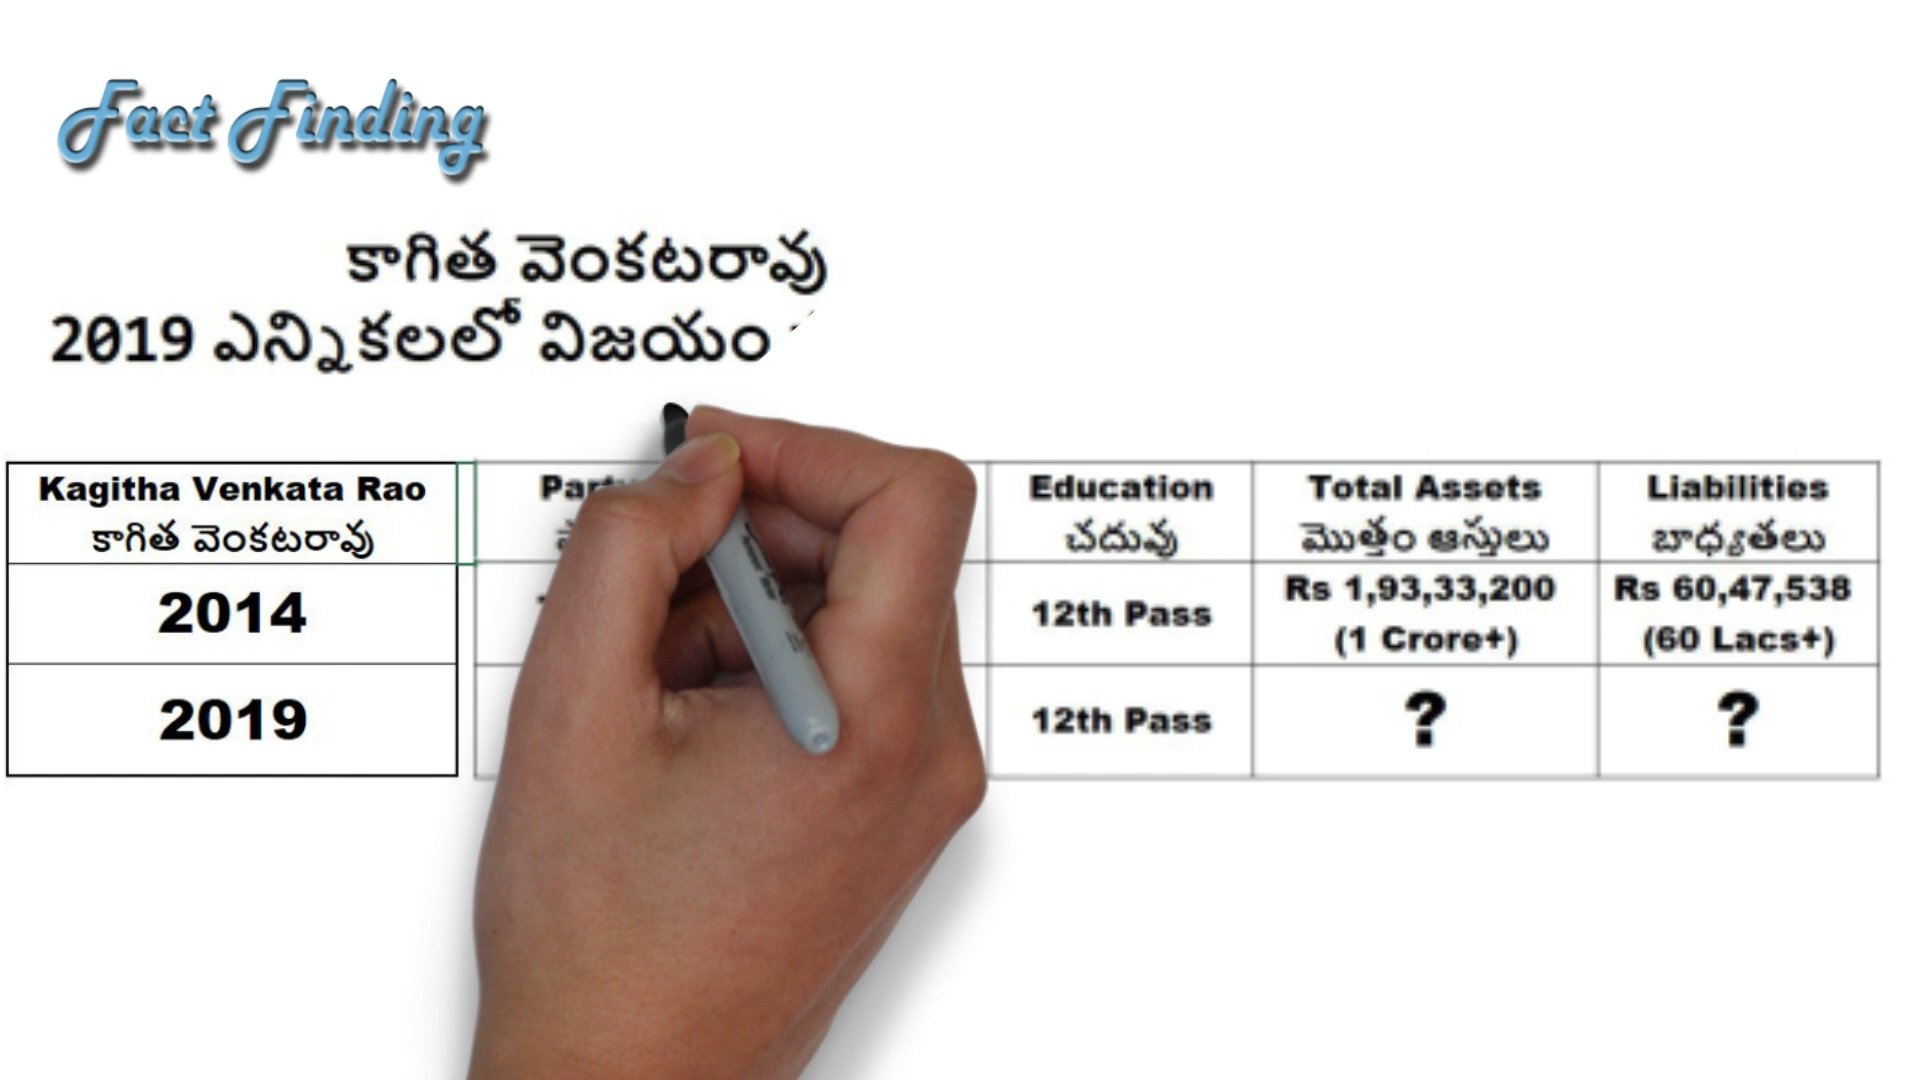 Fact Finding
కాగిత వెంకటరావు
2019 ఎన్నికలలో విజయం
Kagitha Venkata Rao
కాగిత వెంకటరావు
Education
చదువు
Total Assets
మొత్తం ఆస్తులు
Liabilities
బాధ్యతలు
2014
12th Pass
Rs 1,93,33,200
(1 Crore+)
Rs 60,47,538
(60 Lacs+)
2019
12th Pass
?
?